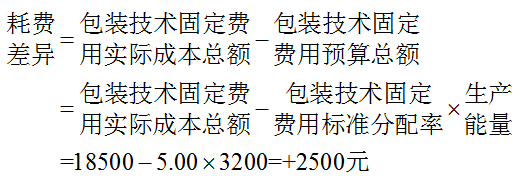 耗费差异=包装技术固定费用实际成本总额−包装技术固定费用预算总额
=包装技术固定费用实际成本总额−包装技术固定费用标准分配率×生产能量
=18500−5.00×3200=+2500元